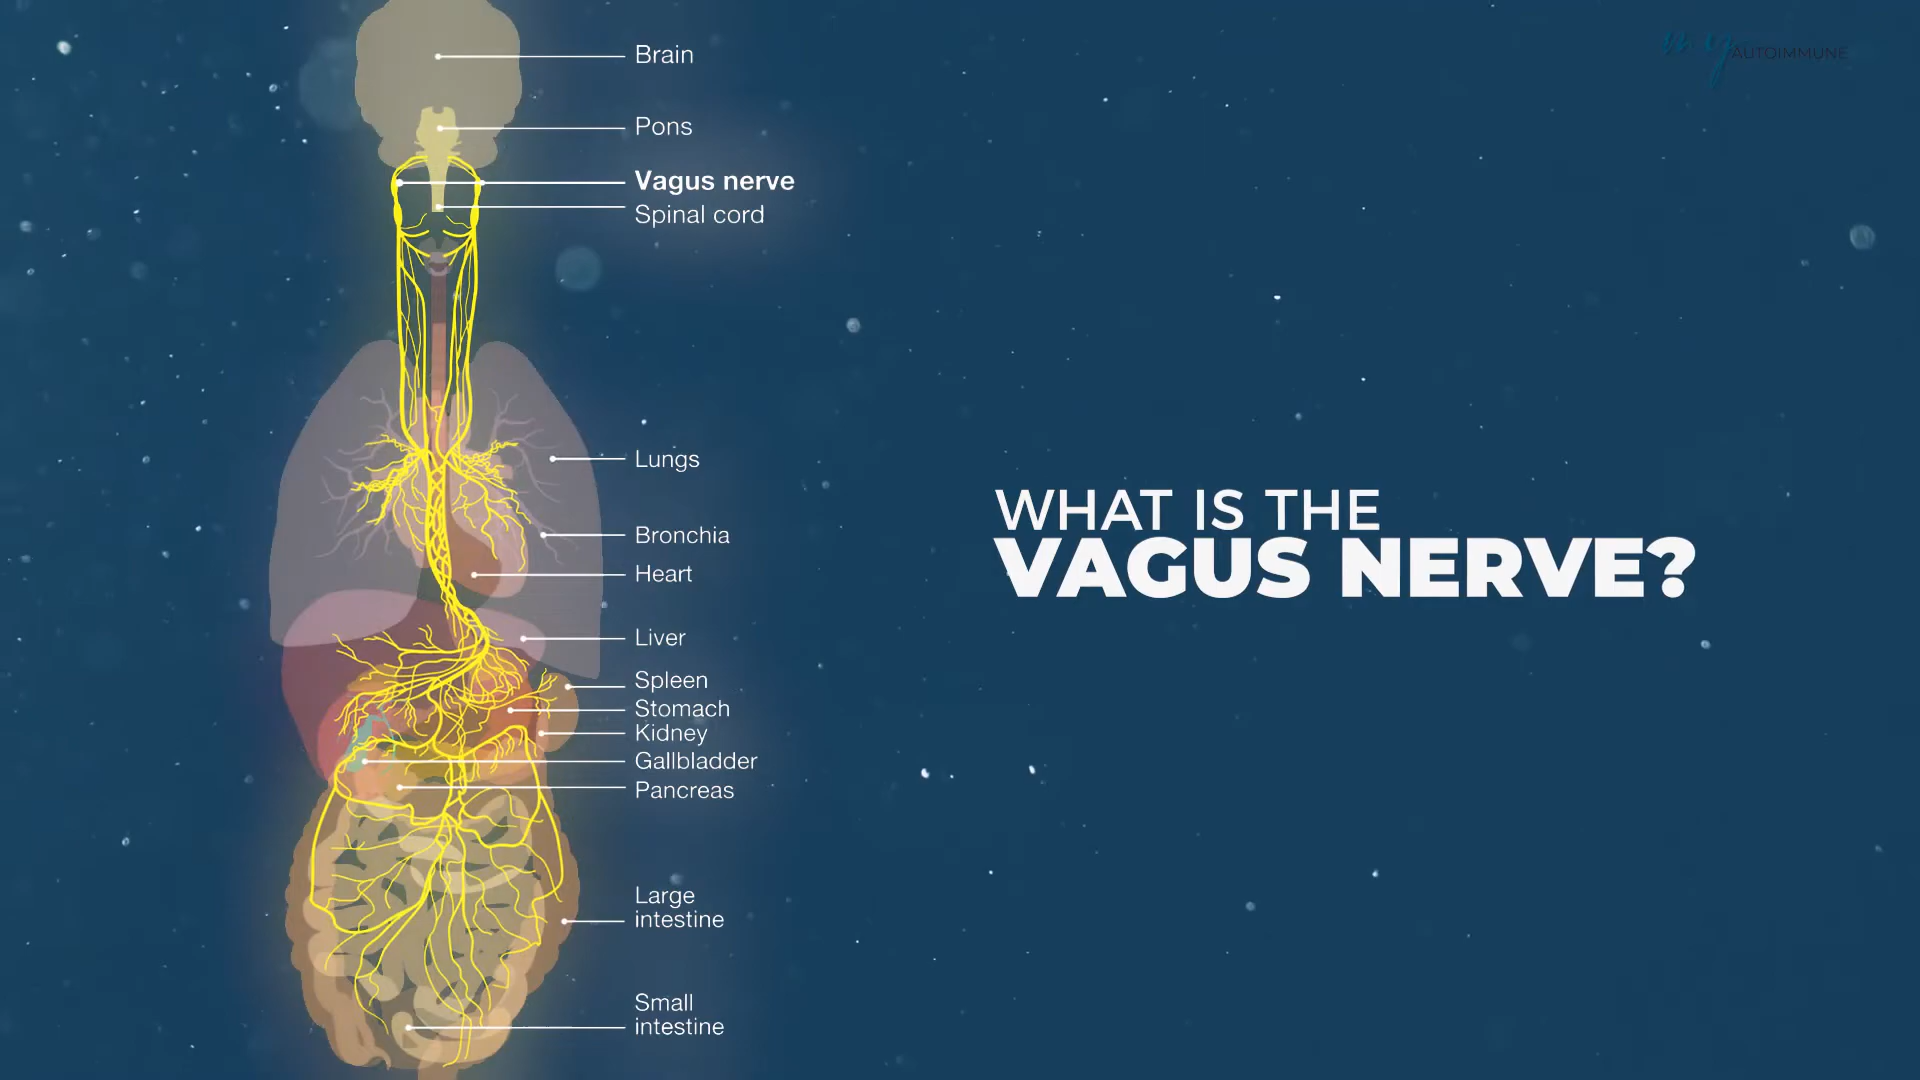 my AUTOIMMUNE
Brain
Pons
Vagus nerve
Spinal cord
Lungs
Bronchia
Heart
Liver
Spleen
Stomach
Kidney
Gallbladder
Pancreas
Large
intestine
Small
intestine
WHAT IS THE
VAGUS NERVE?